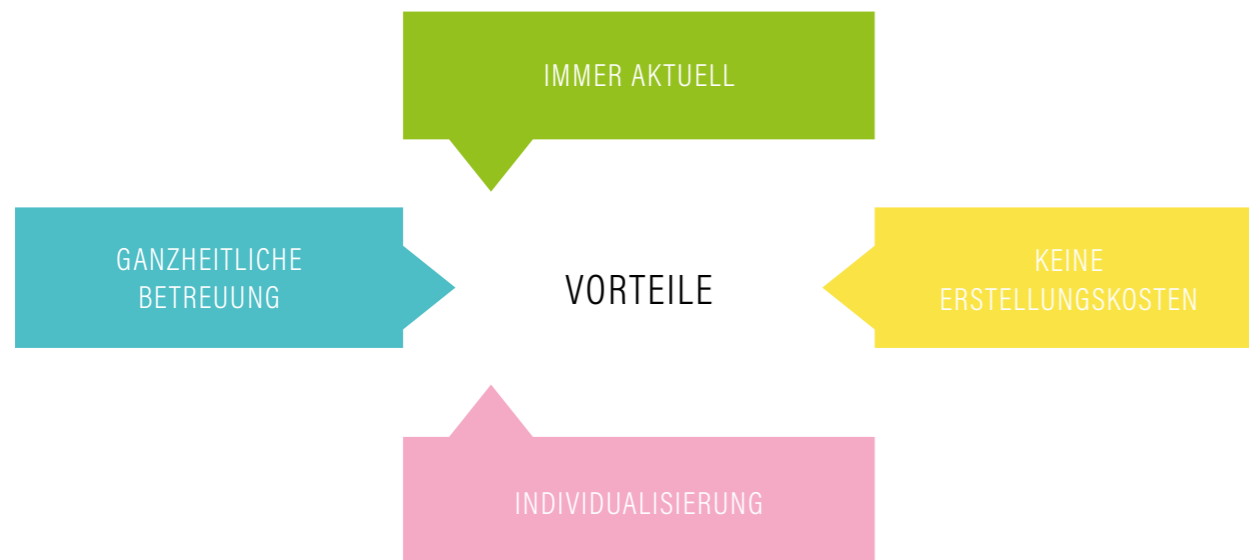 IMMER AKTUELL
GANZHEITLICHE
BETREUUNG
VORTEILE
KEINE
ERSTELLUNGSKOSTEN
INDIVIDUALISIERUNG